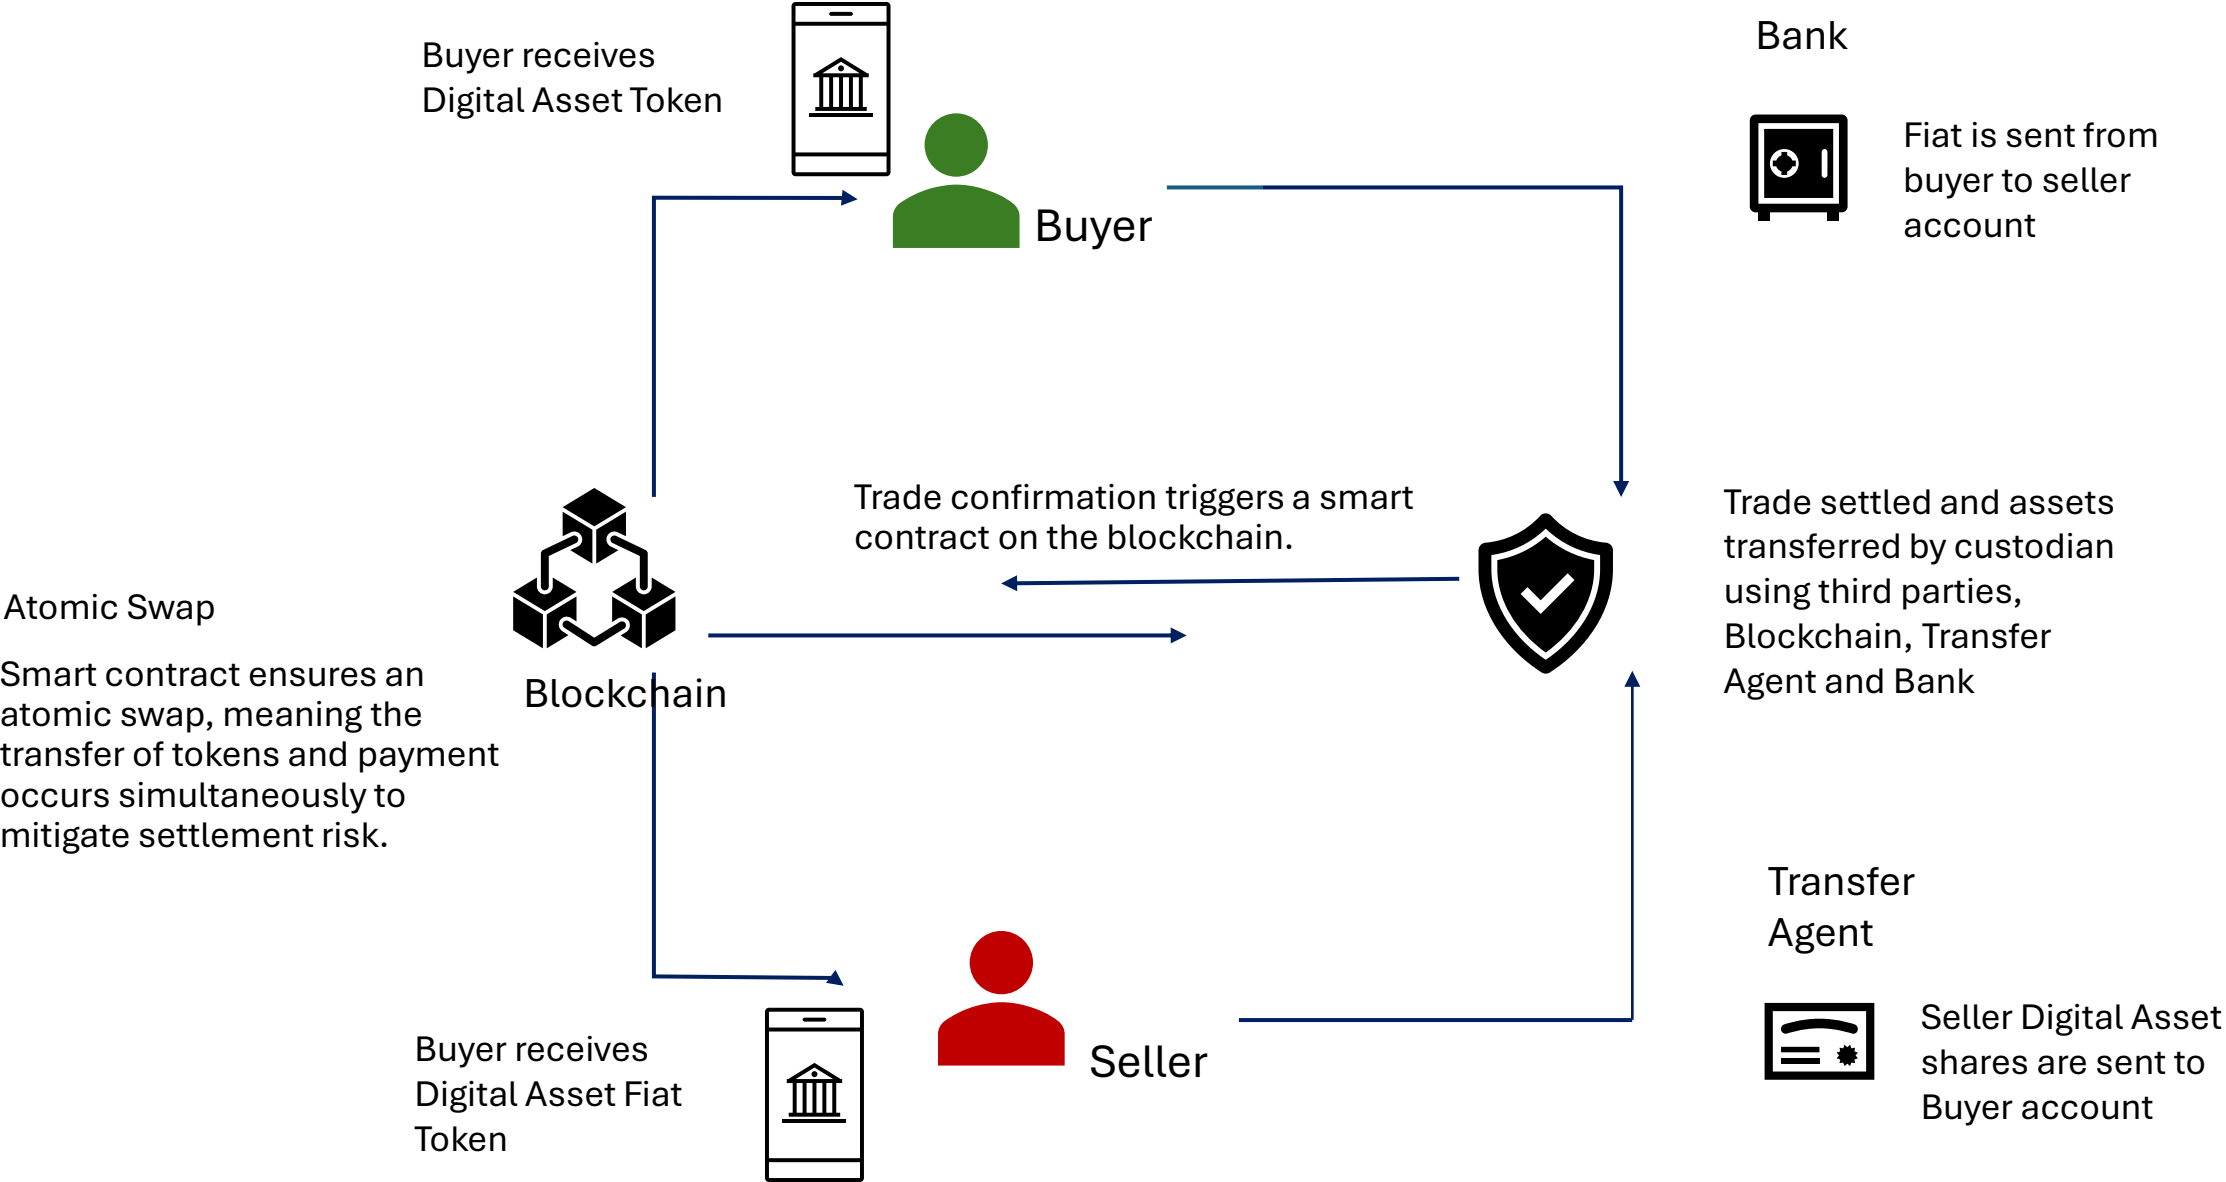 Buyer receives
Digital Asset Token
Buyer
Bank
Fiat is sent from
buyer to seller
account
Trade confirmation triggers a smart
contract on the blockchain.
Trade settled and assets
transferred by custodian
using third parties,
Blockchain, Transfer
Agent and Bank
Blockchain
Atomic Swap
Smart contract ensures an
atomic swap, meaning the
transfer of tokens and payment
occurs simultaneously to
mitigate settlement risk.
Buyer receives
Digital Asset Fiat
Token
Seller
Transfer
Agent
Seller Digital Asset
shares are sent to
Buyer account